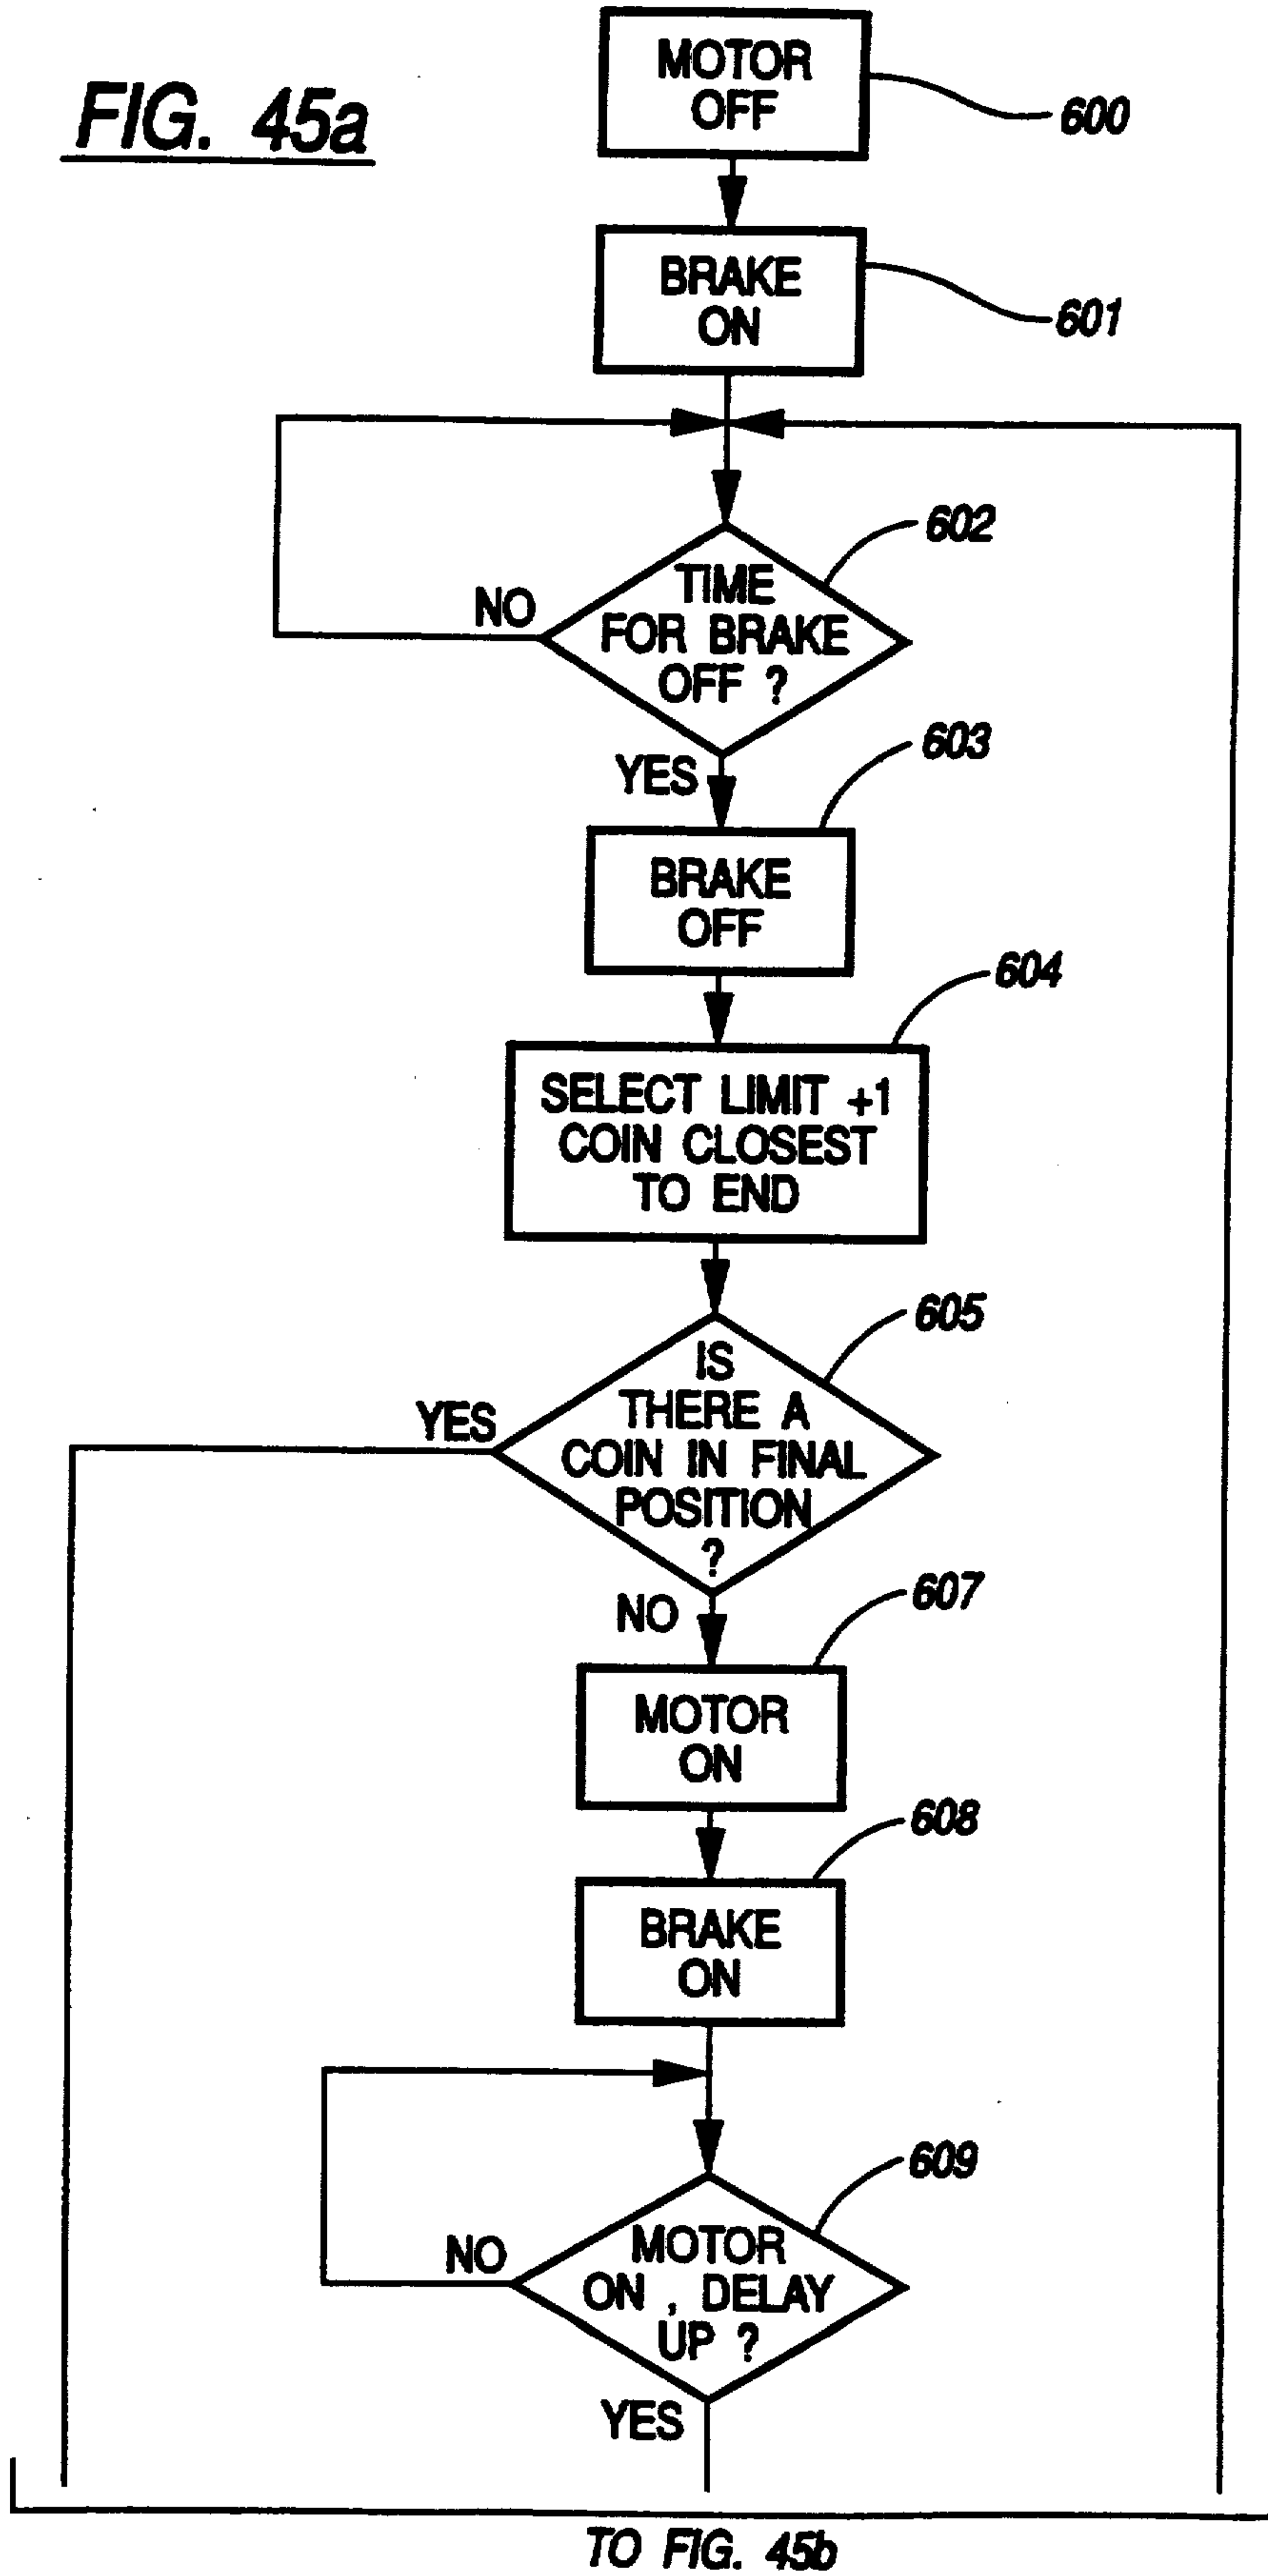 FIG. 45a
MOTOR
OFF
600
BRAKE
ON
601
602
TIME
FOR BRAKE
OFF ?
NO
YES
603
BRAKE
OFF
604
SELECT LIMIT +1
COIN CLOSEST
TO END
605
IS
THERE A
COIN IN FINAL
POSITION
?
YES
NO
607
MOTOR
ON
608
BRAKE
ON
609
MOTOR
ON , DELAY
UP ?
NO
YES
TO FIG. 45b